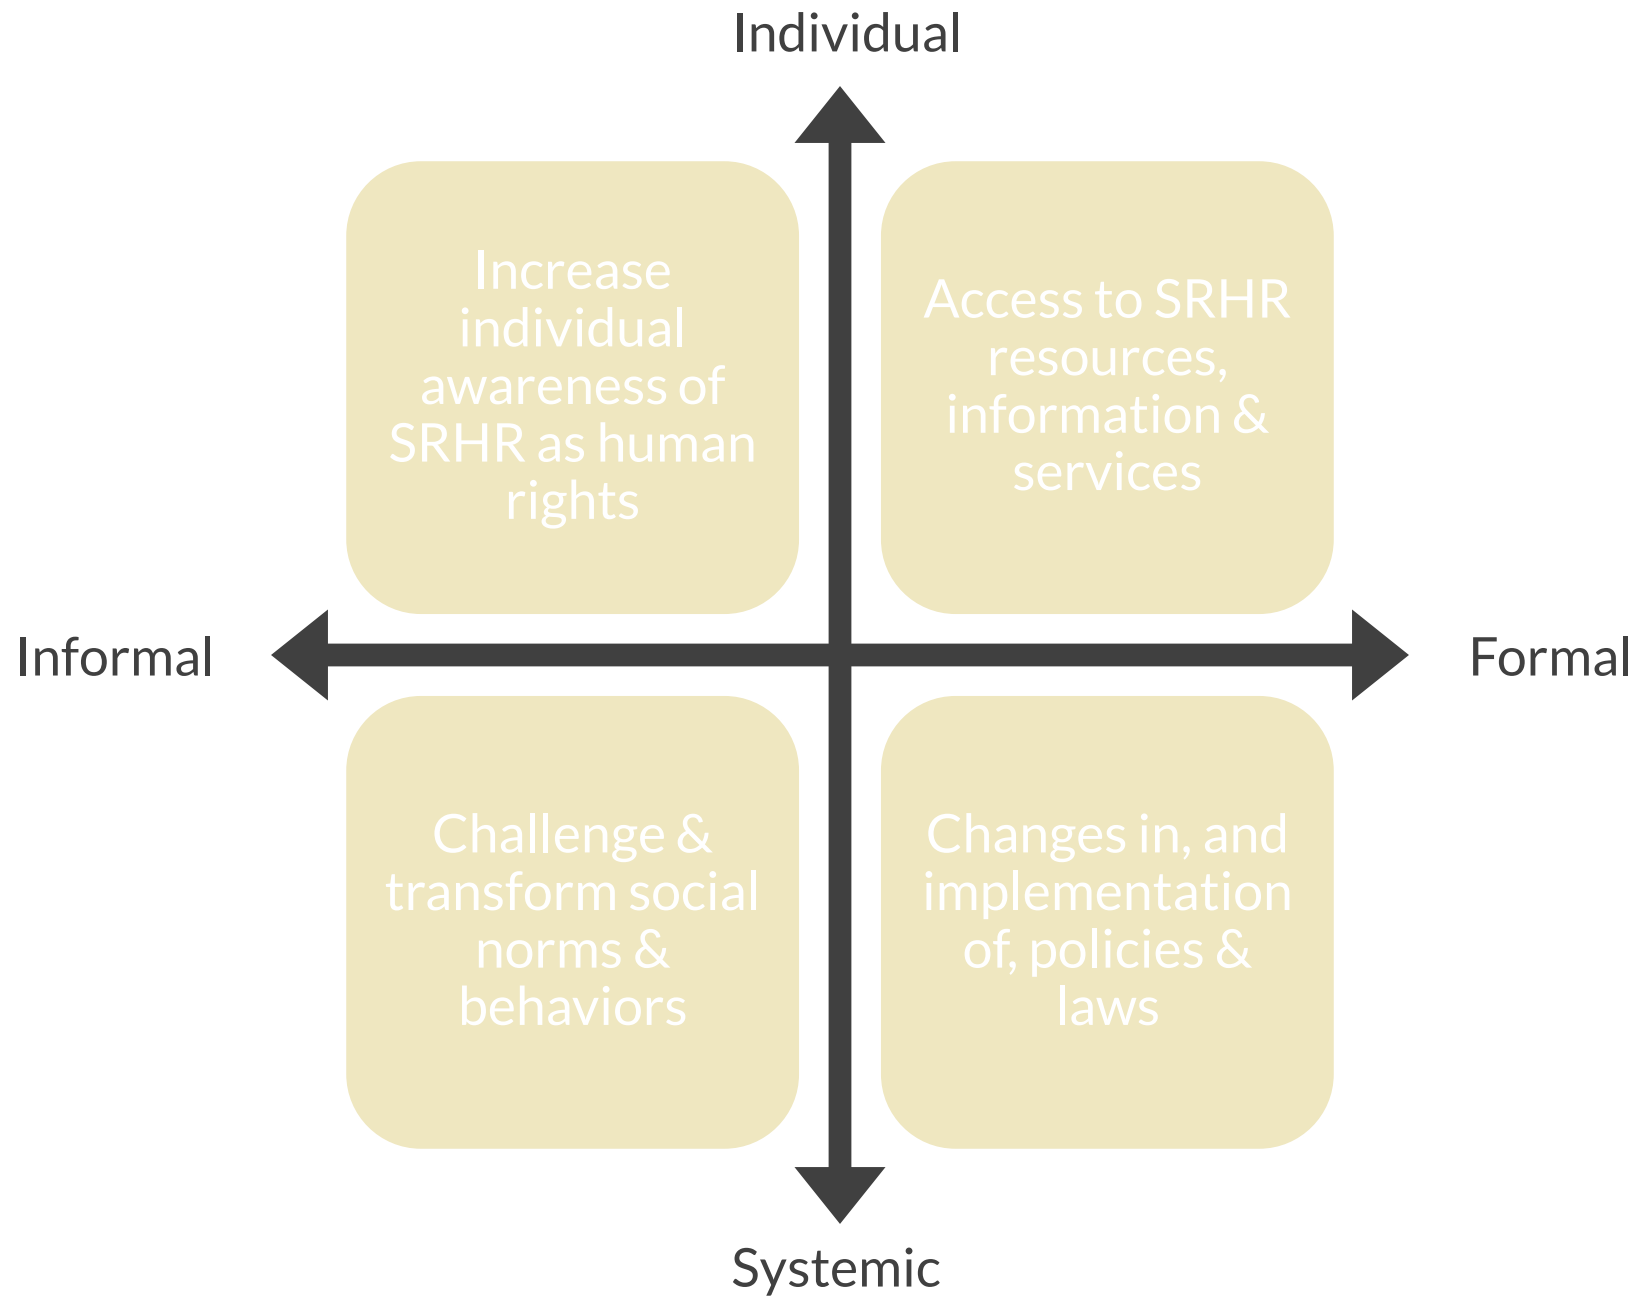 Individual
Increase
individual
awareness of
SRHR as human
rights
Access to SRHR
resources,
information &
services
Informal
Formal
Challenge &
transform social
norms &
behaviors
Changes in, and
implementation
of, policies &
laws
Systemic